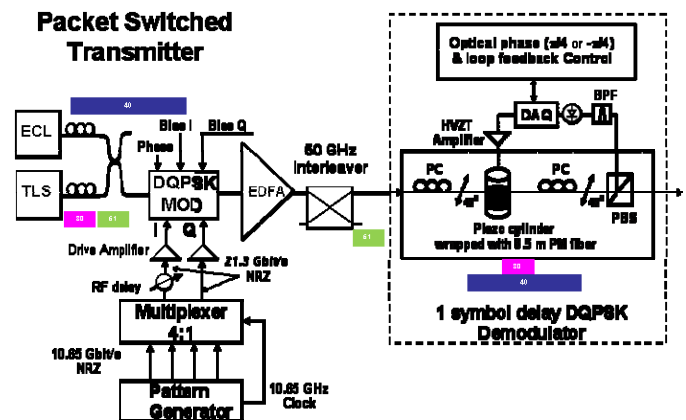 Packet Switched
Transmitter
Optical phase (π/4 or -π/4)
& loop feedback Control
40
ECL
Bias I
Bias Q
Phase
TLS
DQPSK
MOD
EDFA
50 GHz
Interleaver
HVZT
Amplifier
DAQ
BPF
PC
45°
PC
45°
PBS
Piezo cylinder
wrapped with 6.5 m PM fiber
61
61
40
I
Q
Drive Amplifier
21.3 Gbit/s
NRZ
RF delay
Multiplexer
4:1
1 symbol delay DQPSK
Demodulator
10.65 Gbit/s
NRZ
10.65 GHz
Clock
Pattern
Generator